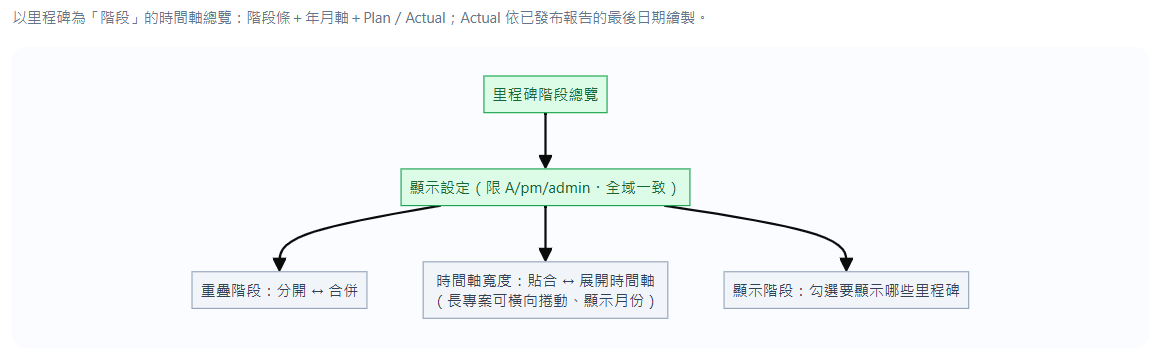 以里程碑為「階段」的時間軸總覽：階段條＋年月軸＋Plan / Actual；Actual 依已發布報告的最後日期繪製。
里程碑階段總覽
顯示設定（限 A/pm/admin・全域一致）
重疊階段：分開 ↔ 合併
時間軸寬度：貼合 ↔ 展開時間軸
（長專案可橫向捲動、顯示月份）
顯示階段：勾選要顯示哪些里程碑